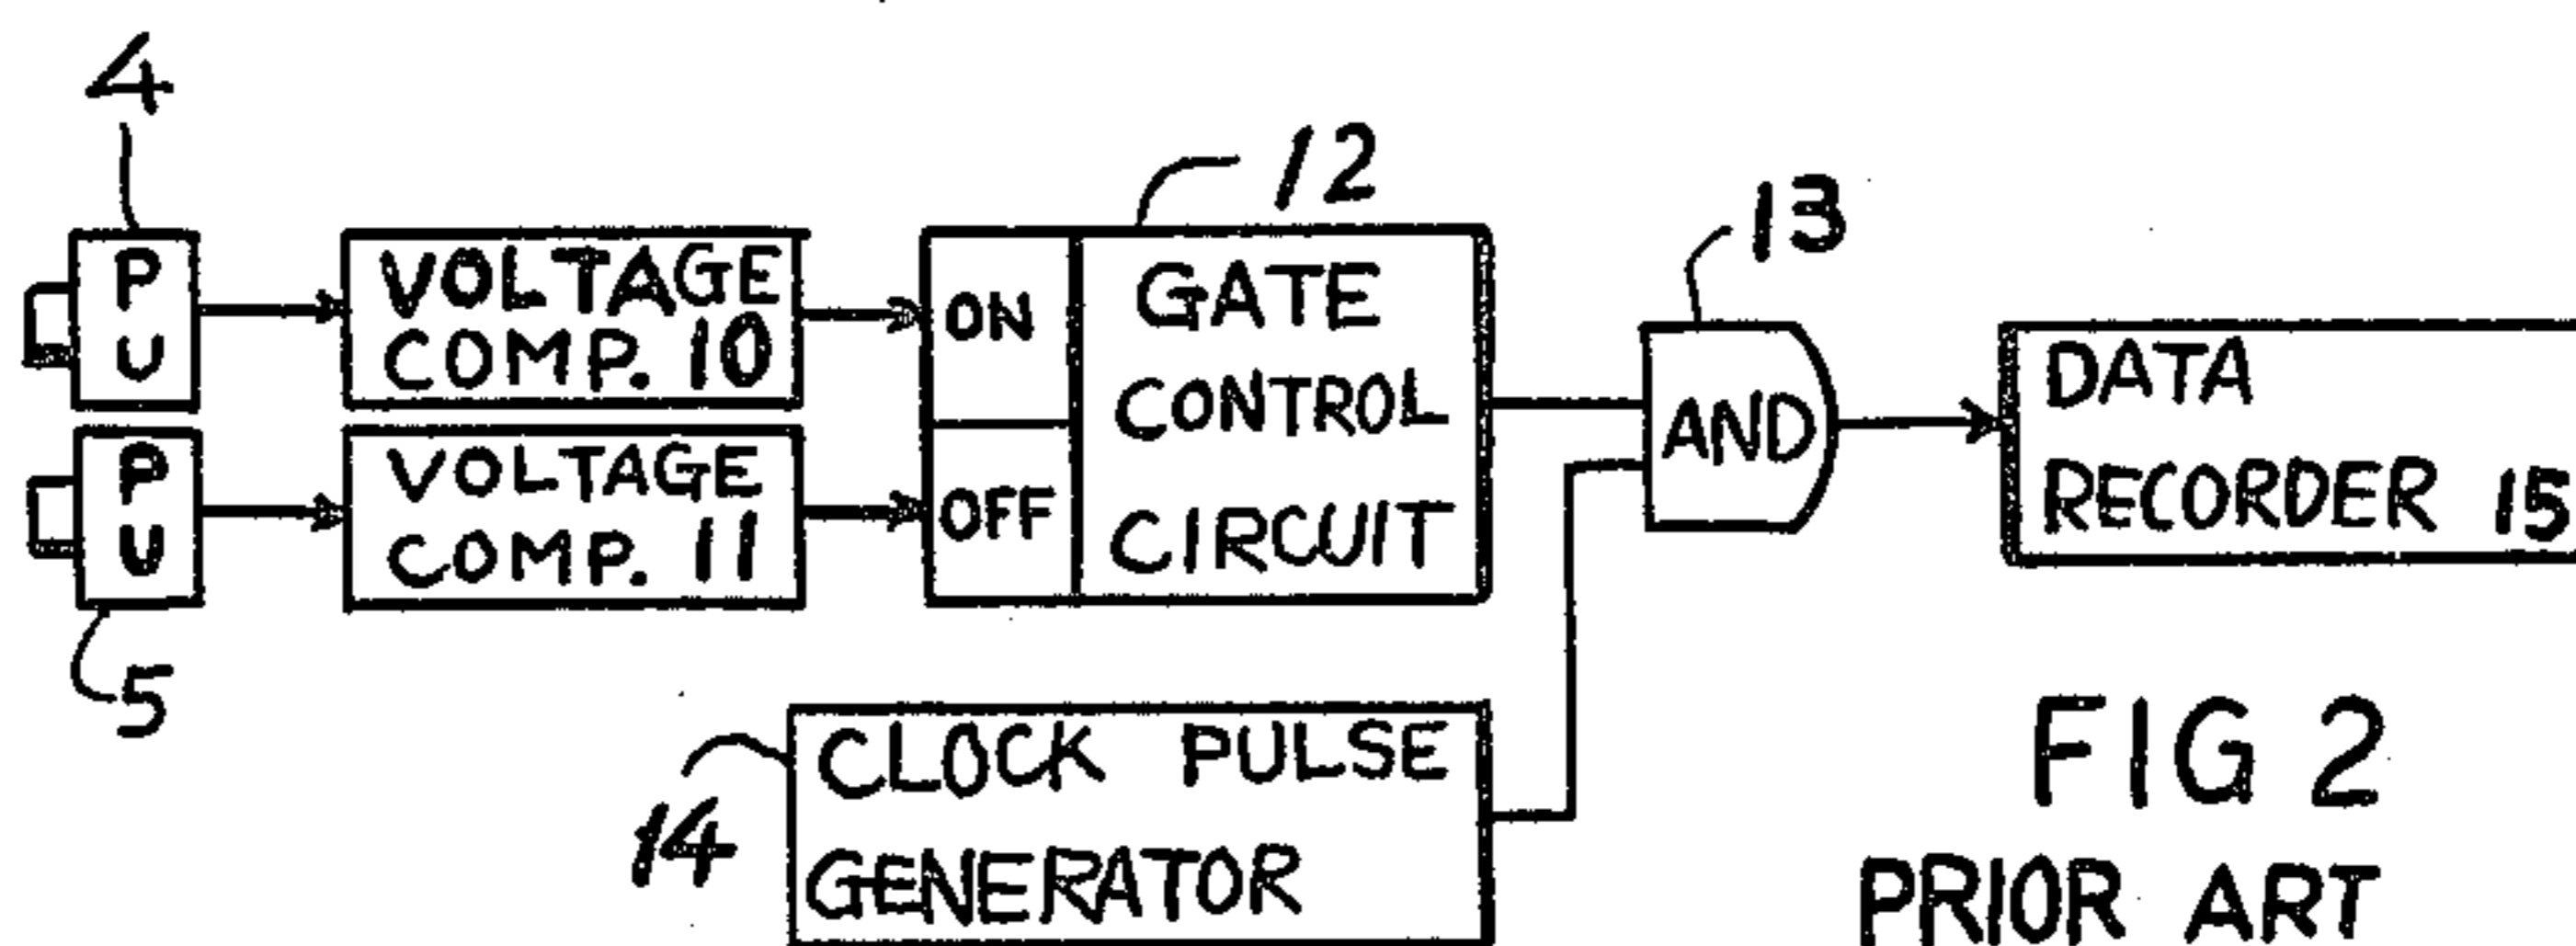 4
P
U
VOLTAGE
COMP. 10
ON
12
GATE
CONTROL
CIRCUIT
13
AND
DATA
RECORDER 15
P
U
5
VOLTAGE
COMP. 11
OFF
14
CLOCK PULSE
GENERATOR
FIG 2
PRIOR ART